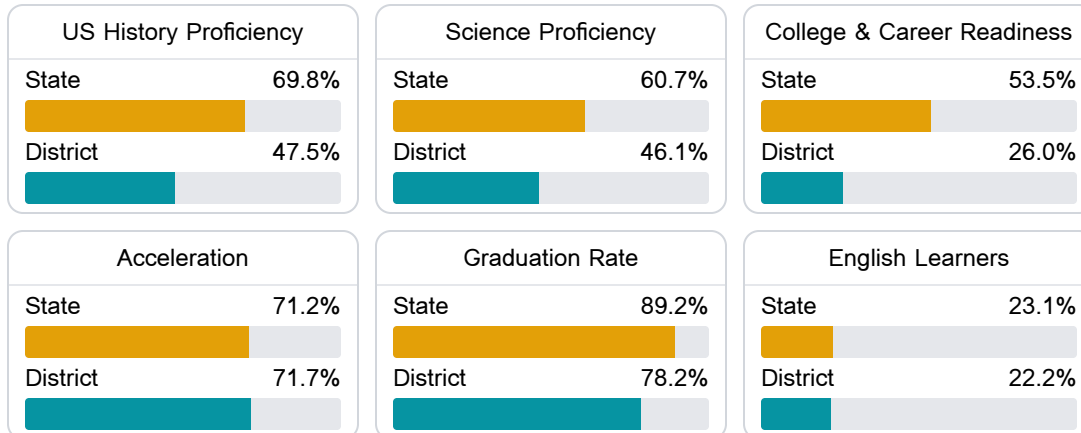 US History Proficiency
State 69.8%
District 47.5%
Science Proficiency
State 60.7%
District 46.1%
College & Career Readiness
State 53.5%
District 26.0%
Acceleration
State 71.2%
District 71.7%
Graduation Rate
State 89.2%
District 78.2%
English Learners
State 23.1%
District 22.2%